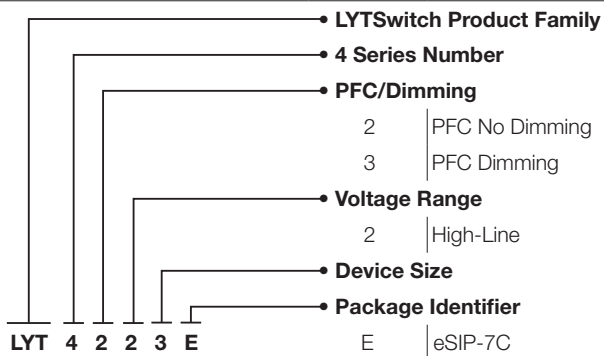 LYTSwitch Product Family
4 Series Number
PFC/Dimming
2 PFC No Dimming
3 PFC Dimming
Voltage Range
2 High-Line
Device Size
Package Identifier
LYT 4 2 2 3 E E eSIP-7C